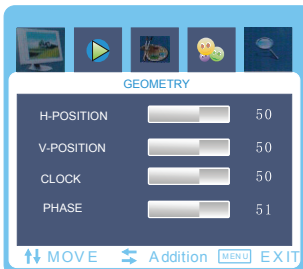 GEOMETRY
H-POSITION 50
V-POSITION 50
CLOCK 50
PHASE 51
MOVE Addition MENU EXIT